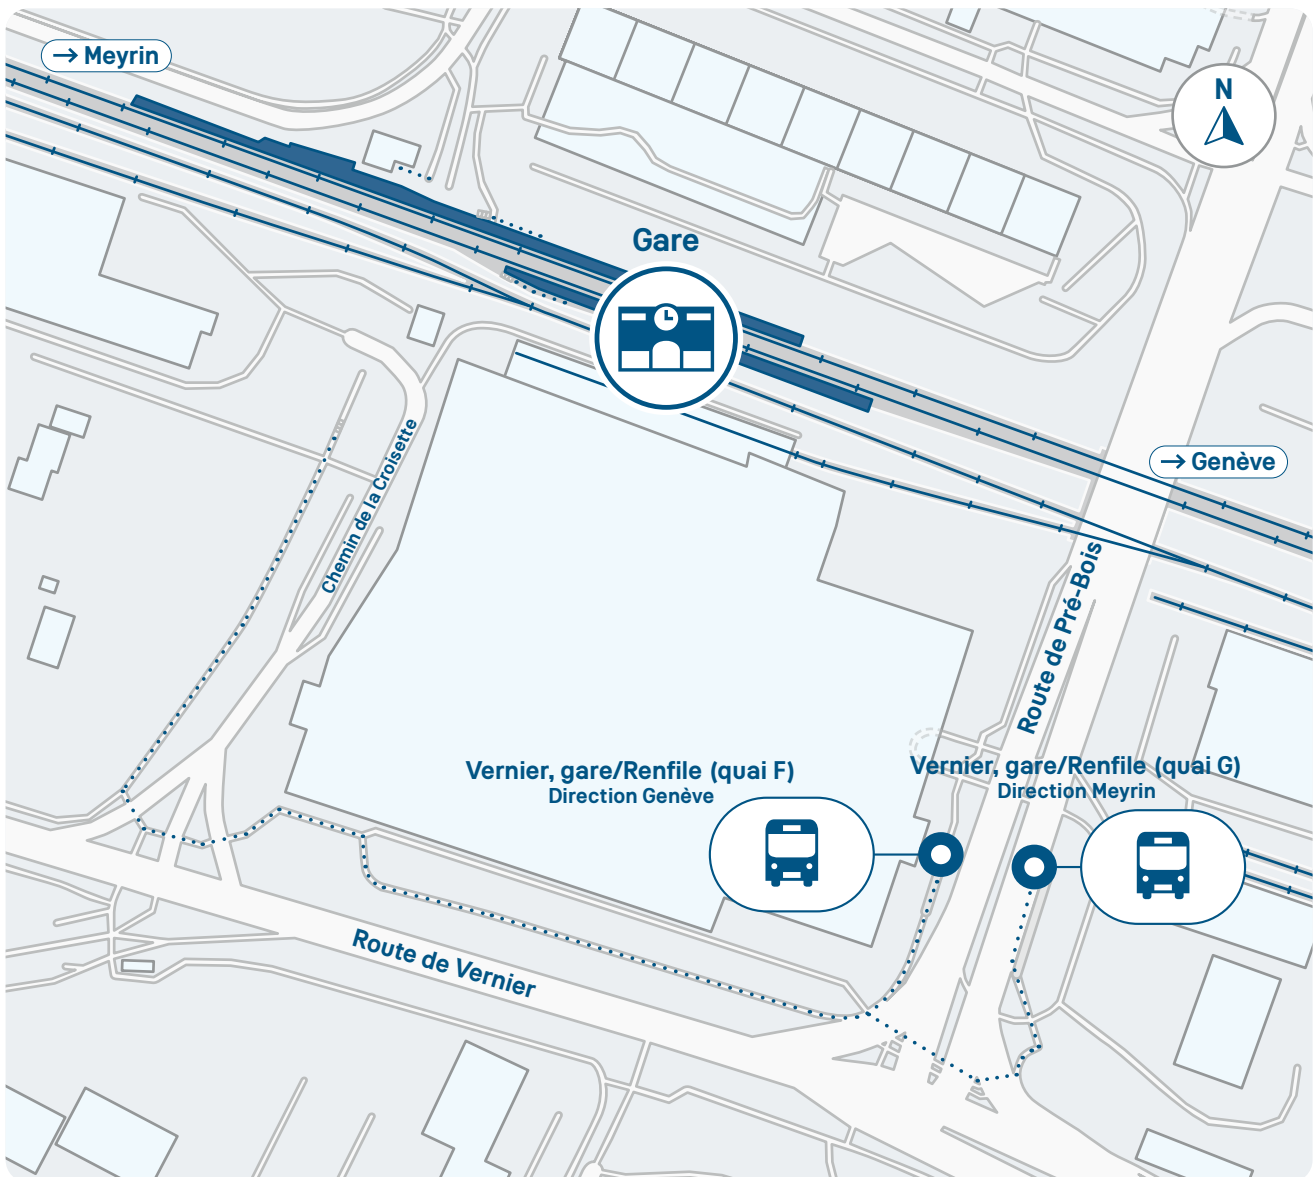 → Meyrin
N
Gare
→ Genève
Chemin de la Croisette
Route de Pré-Bois
Vernier, gare/Renfile (quai F)
Direction Genève
Vernier, gare/Renfile (quai G)
Direction Meyrin
Route de Vernier